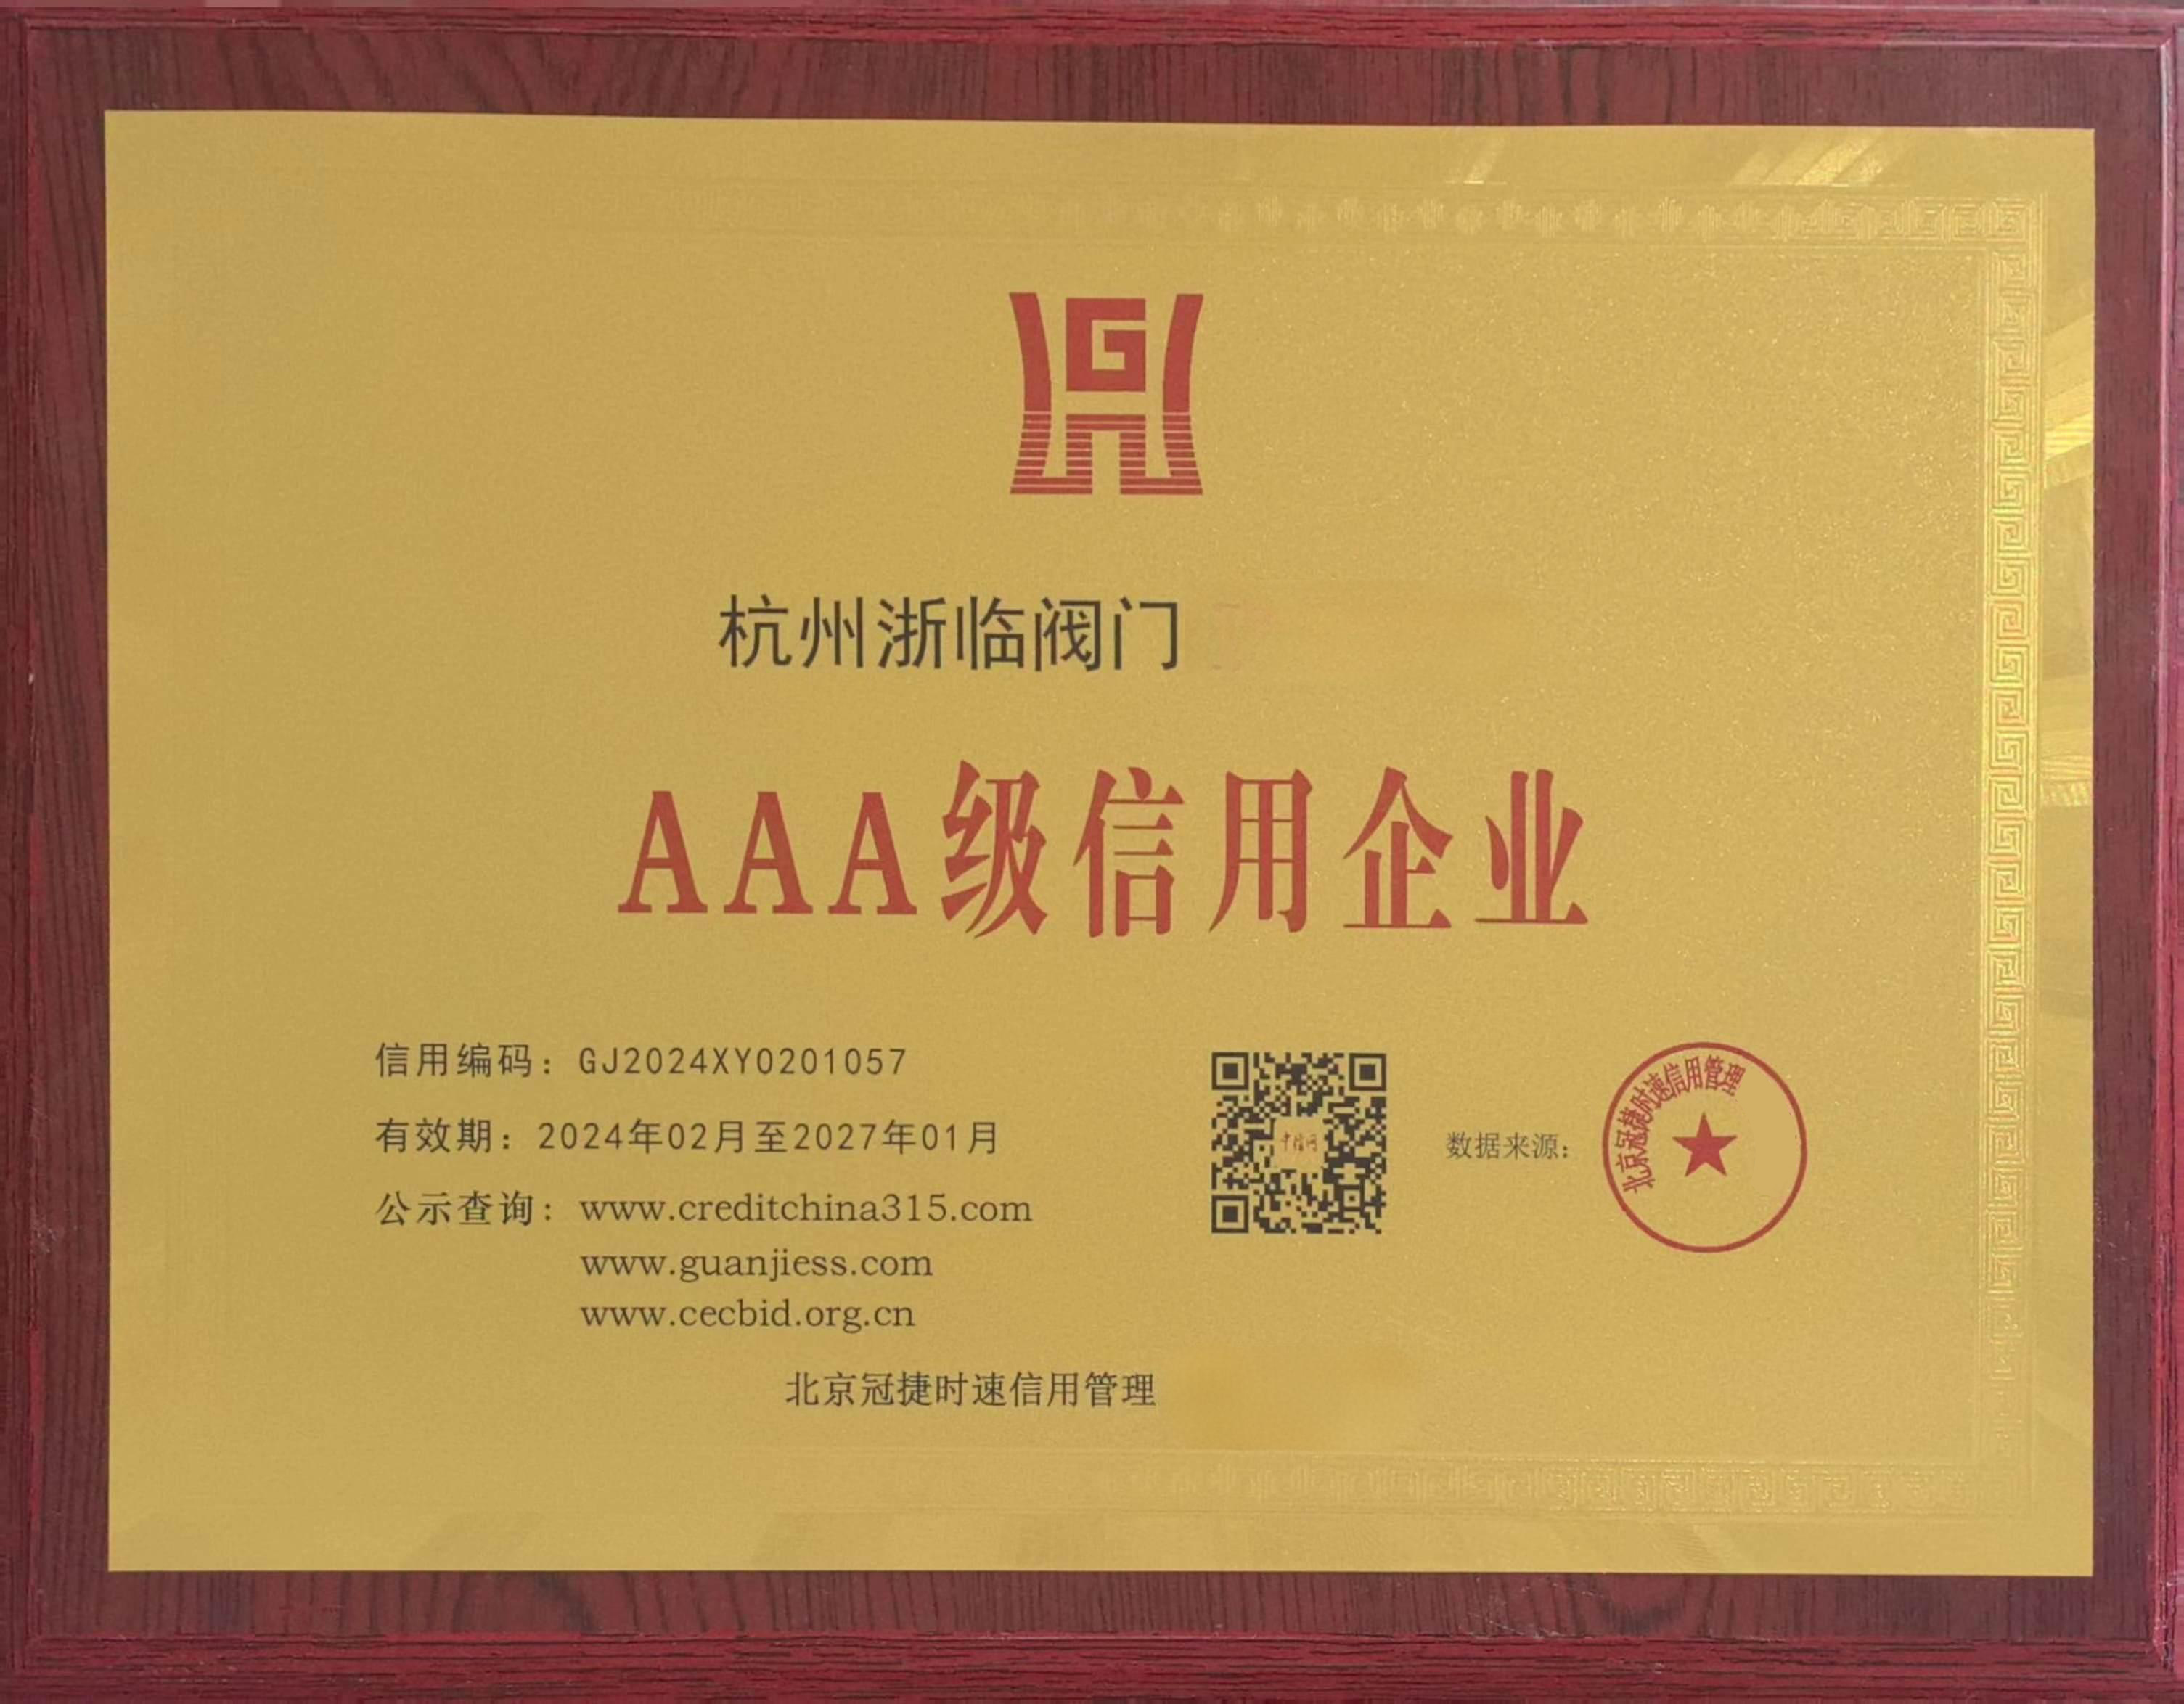 杭州浙临阀门
AAA级信用企业
信用编码：GJ2024XY0201057
有效期：2024年02月至2027年01月
公示查询：www.creditchina315.com
www.guanjiess.com
www.cecbid.org.cn
中信网
数据来源：
北京冠捷时速信用管理
北京冠捷时速信用管理